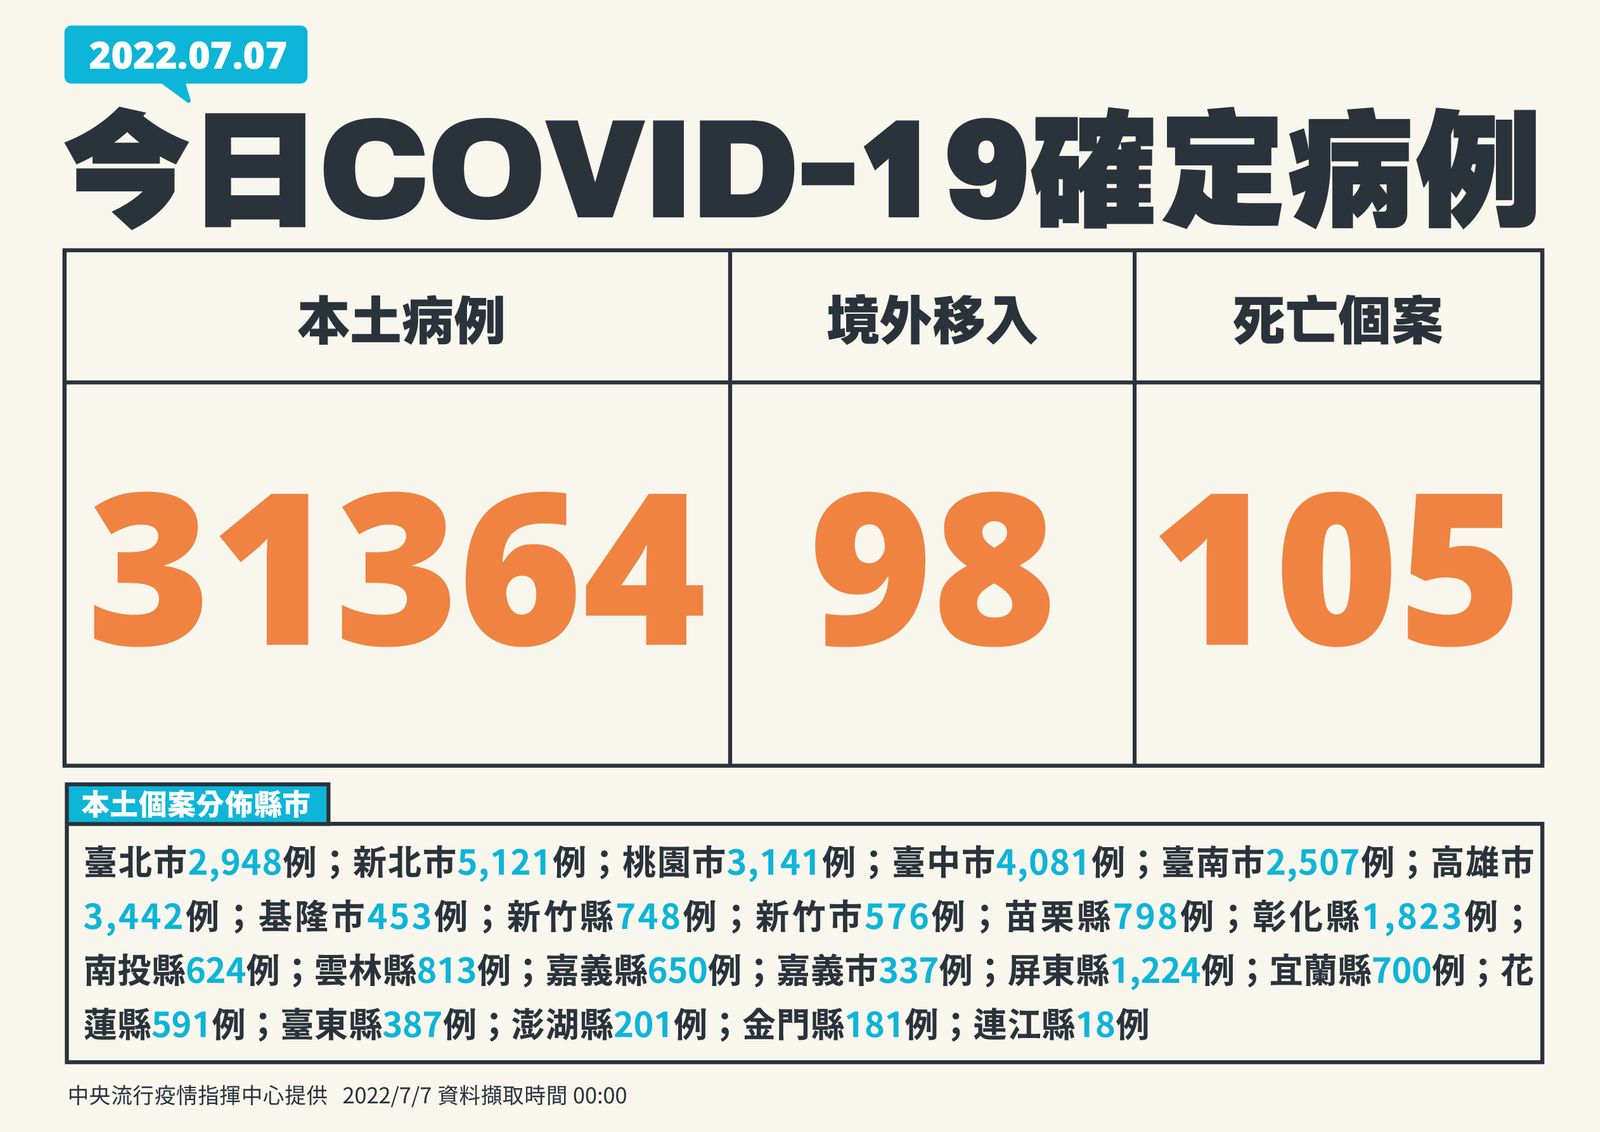 2022.07.07
今日COVID-19確定病例
本土病例
境外移入
死亡個案
31364
98
105
本土個案分佈縣市
臺北市2,948例；新北市5,121例；桃園市3,141例；臺中市4,081例；臺南市2,507例；高雄市
3,442例；基隆市453例；新竹縣748例；新竹市576例；苗栗縣798例；彰化縣1,823例；
南投縣624例；雲林縣813例；嘉義縣650例；嘉義市337例；屏東縣1,224例；宜蘭縣700例；花
蓮縣591例；臺東縣387例；澎湖縣201例；金門縣181例；連江縣18例
中央流行疫情指揮中心提供 2022/7/7 資料擷取時間 00:00